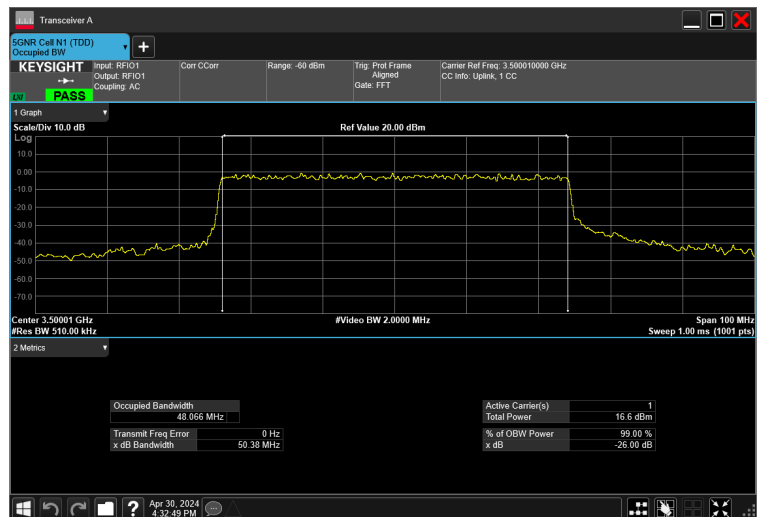 Transceiver A
5GNR Cell N1 (TDD)
Occupied BW
KEYSIGHT
Input: RFIO1
Output: RFIO1
Coupling: AC
Corr CCorr
Range: -60 dBm
Trig: Prot Frame
Aligned
Gate: FFT
Carrier Ref Freq: 3.500010000 GHz
CC Info: Uplink, 1 CC
LXI
PASS
1 Graph
Scale/Div 10.0 dB
Ref Value 20.00 dBm
Log
10.0
0.00
-10.0
-20.0
-30.0
-40.0
-50.0
-60.0
-70.0
Center 3.50001 GHz
#Video BW 2.0000 MHz
Span 100 MHz
#Res BW 510.00 kHz
Sweep 1.00 ms (1001 pts)
2 Metrics
Occupied Bandwidth
48.066 MHz
Active Carrier(s) 1
Total Power 16.6 dBm
Transmit Freq Error 0 Hz
x dB Bandwidth 50.38 MHz
% of OBW Power 99.00 %
x dB -26.00 dB
?
Apr 30, 2024
4:32:49 PM